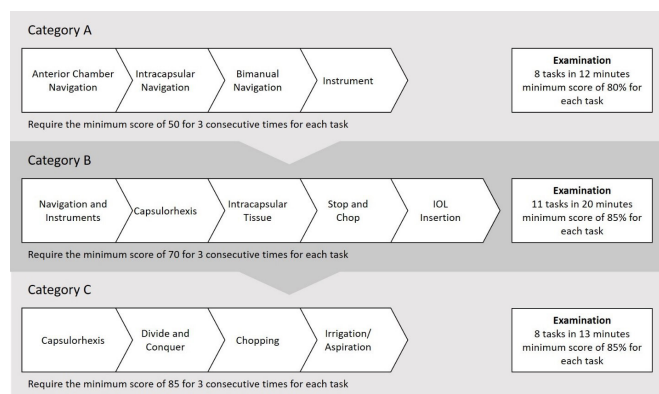 Category A
Anterior Chamber
Navigation
Intracapsular
Navigation
Bimanual
Navigation
Instrument
Examination
8 tasks in 12 minutes
minimum score of 80% for
each task
Require the minimum score of 50 for 3 consecutive times for each task
Category B
Navigation and
Instruments
Capsulorhexis
Intracapsular
Tissue
Stop and
Chop
IOL
Insertion
Examination
11 tasks in 20 minutes
minimum score of 85% for
each task
Require the minimum score of 70 for 3 consecutive times for each task
Category C
Capsulorhexis
Divide and
Conquer
Chopping
Irrigation/
Aspiration
Examination
8 tasks in 13 minutes
minimum score of 85% for
each task
Require the minimum score of 85 for 3 consecutive times for each task